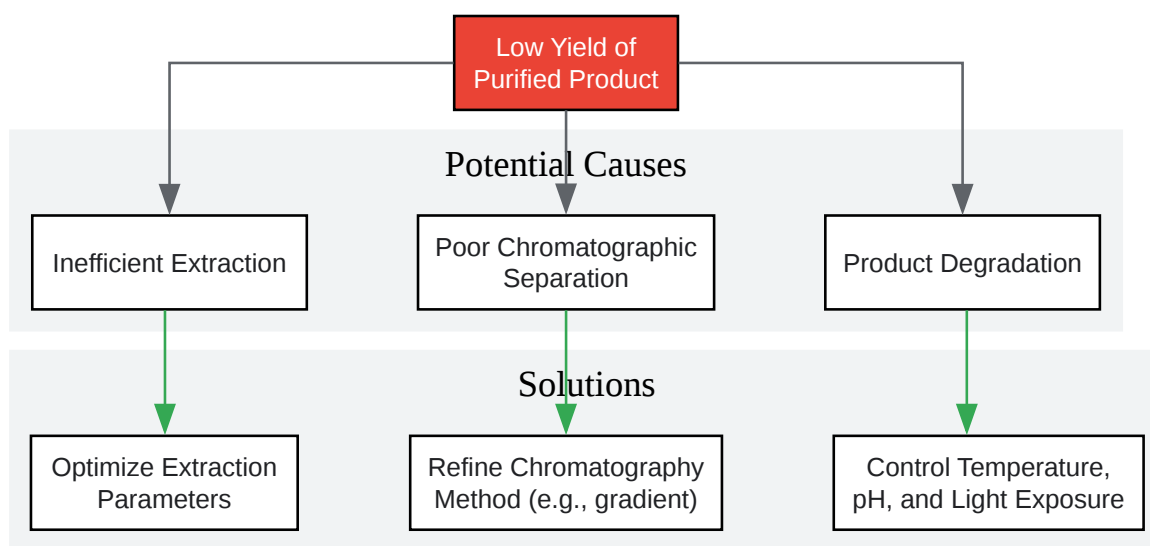 Low Yield of
Purified Product
Potential Causes
Inefficient Extraction
Poor Chromatographic
Separation
Product Degradation
Solutions
Optimize Extraction
Parameters
Refine Chromatography
Method (e.g., gradient)
Control Temperature,
pH, and Light Exposure